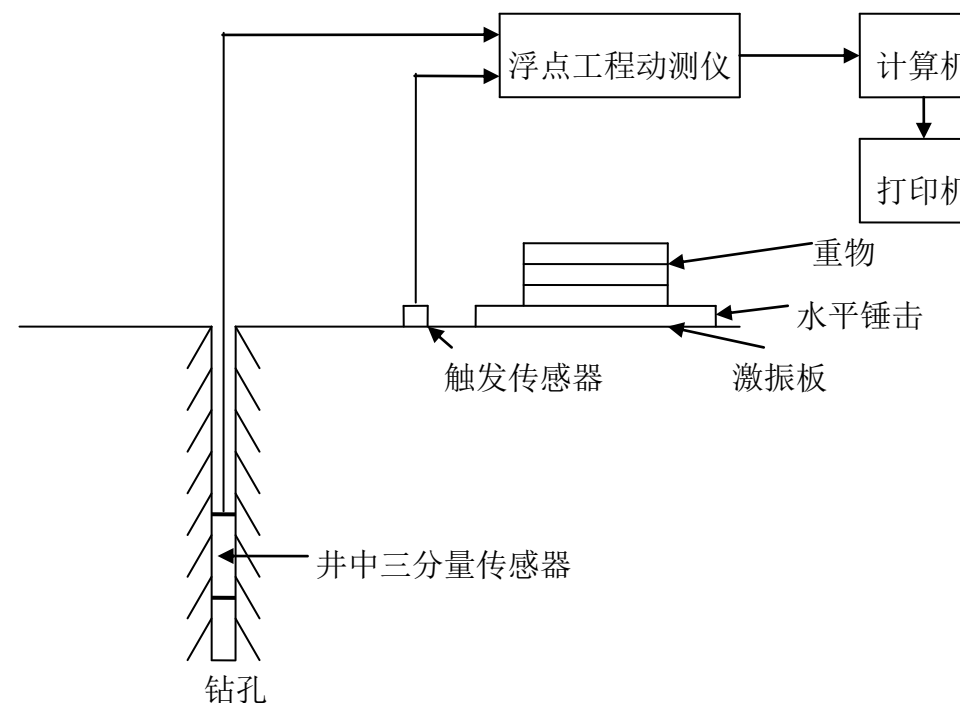 浮点工程动测仪
计算机
打印机
重物
水平锤击
触发传感器
激振板
井中三分量传感器
钻孔